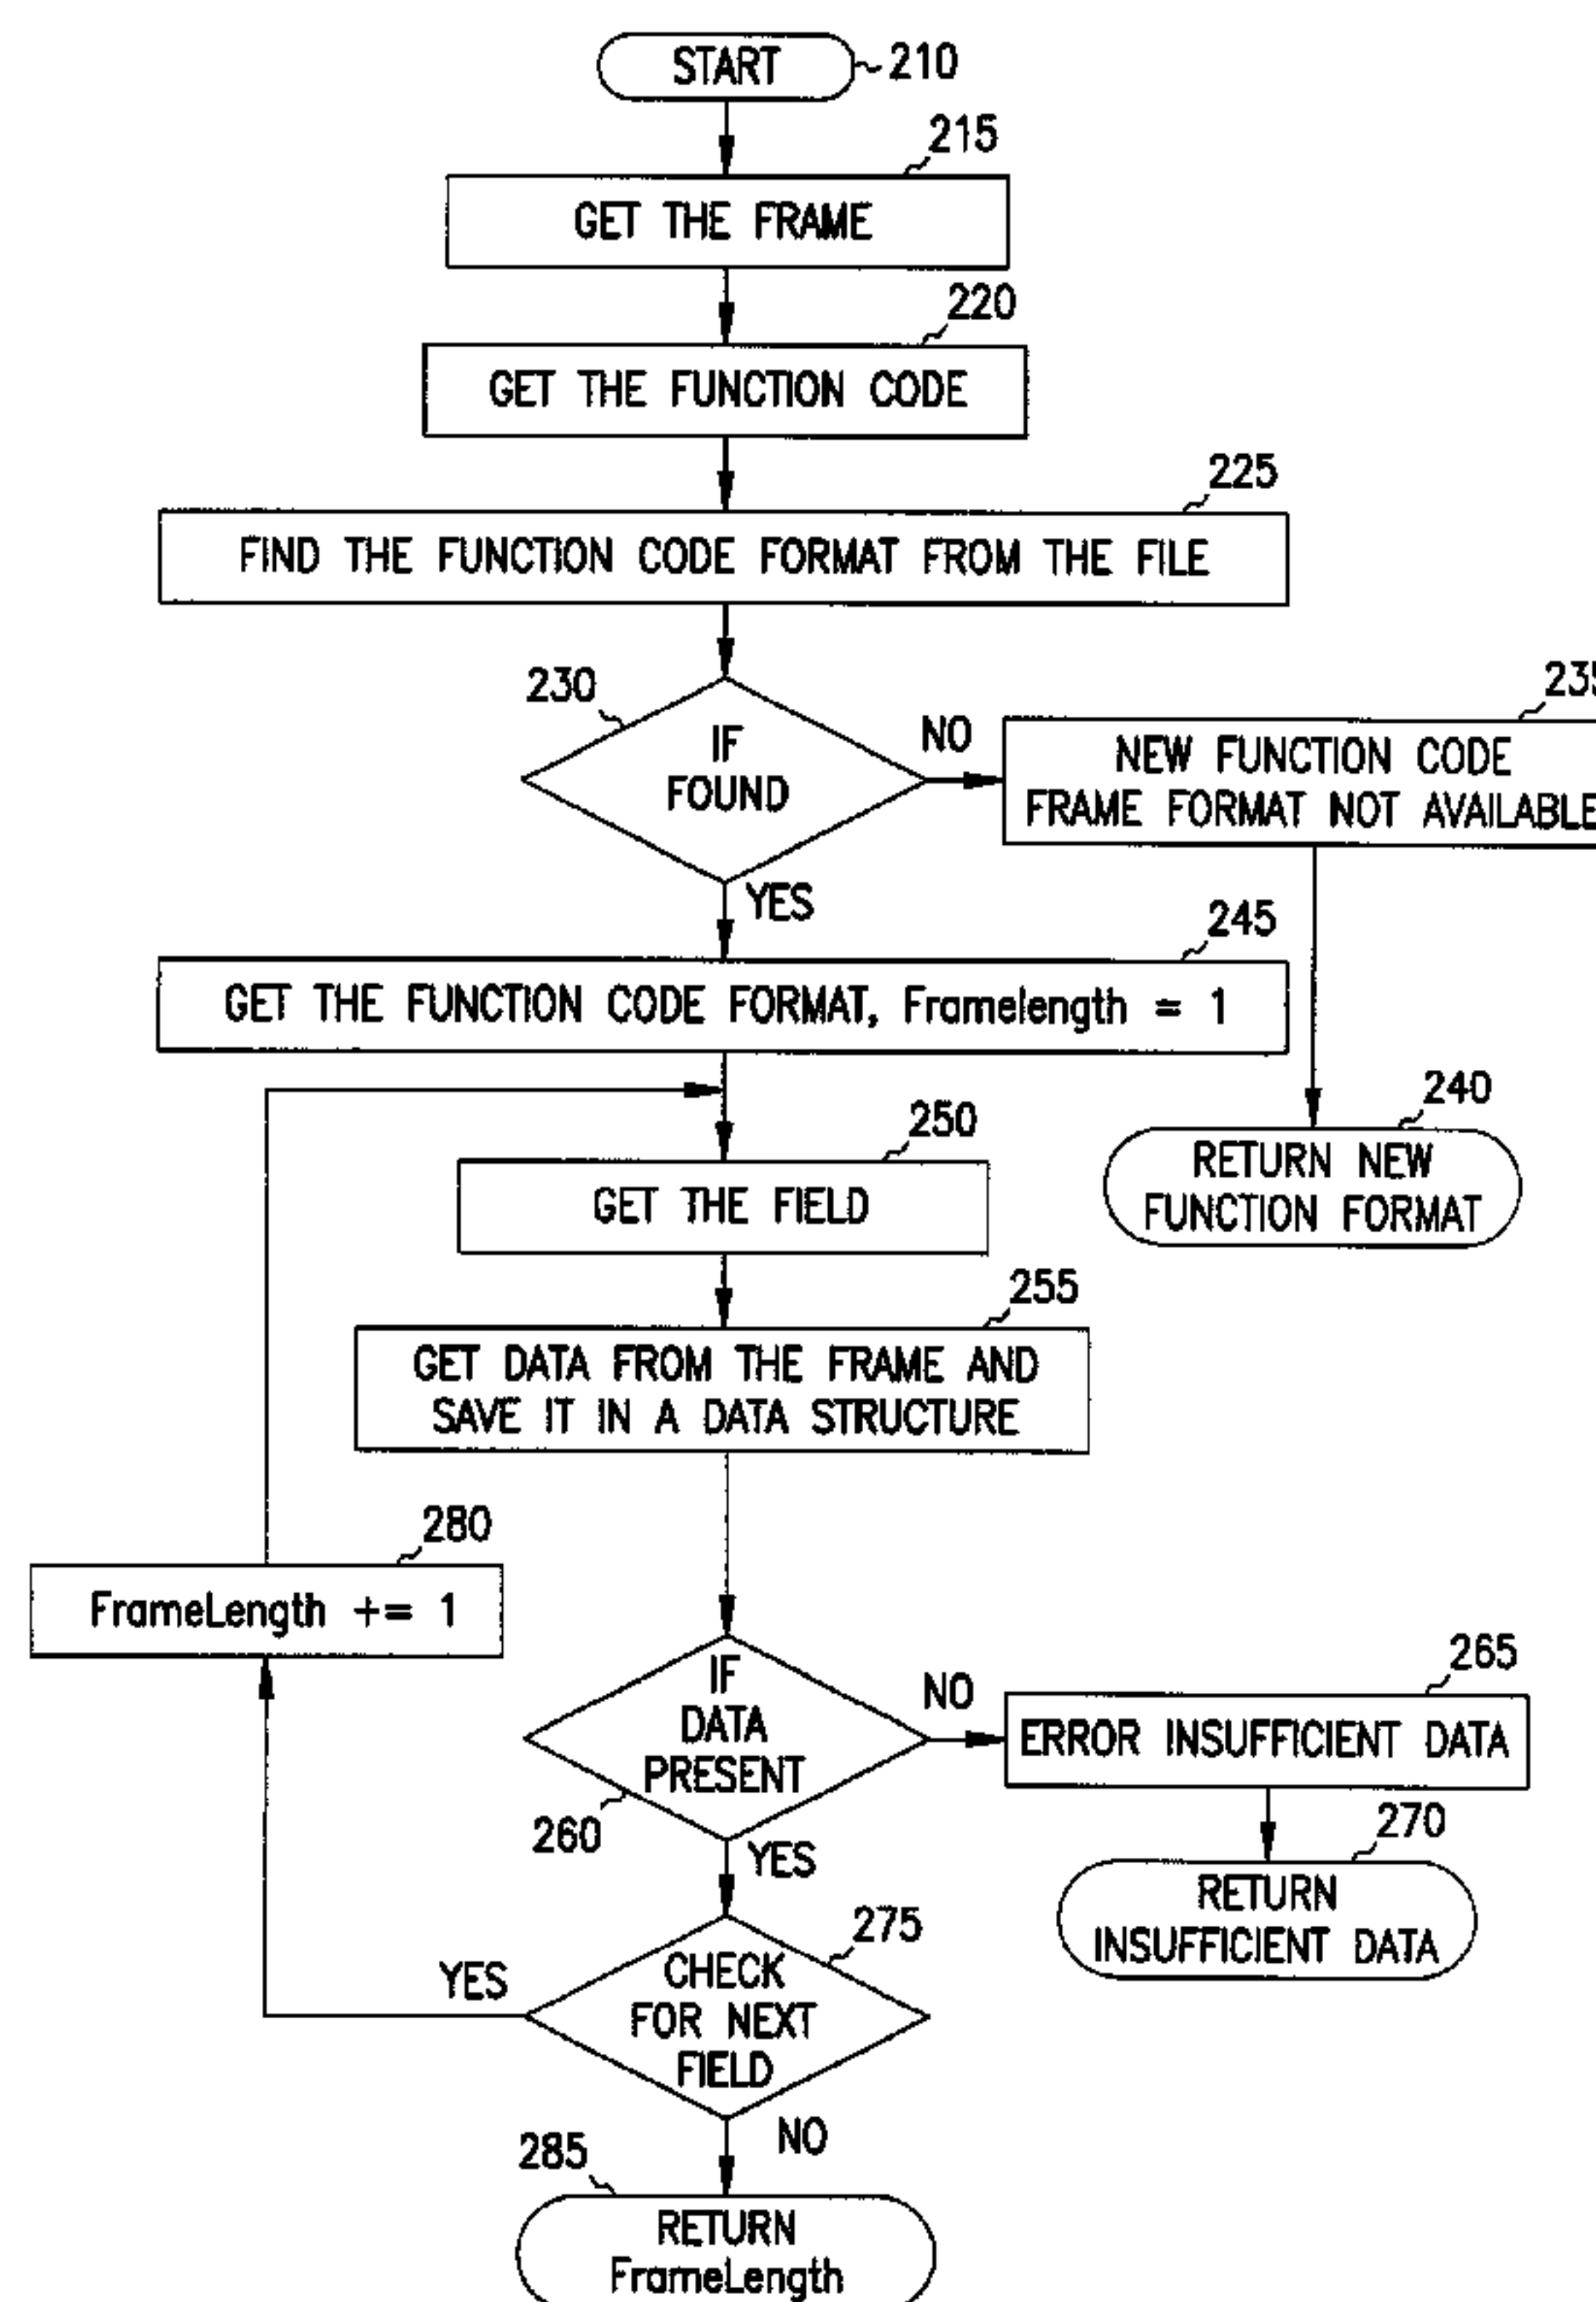 START
210
215
GET THE FRAME
220
GET THE FUNCTION CODE
225
FIND THE FUNCTION CODE FORMAT FROM THE FILE
230
IF
FOUND
NO
NEW FUNCTION CODE
FRAME FORMAT NOT AVAILABLE
YES
245
GET THE FUNCTION CODE FORMAT, Framelength = 1
240
RETURN NEW
FUNCTION FORMAT
250
GET THE FIELD
255
GET DATA FROM THE FRAME AND
SAVE IT IN A DATA STRUCTURE
280
FrameLength += 1
IF
DATA
PRESENT
260
NO
265
ERROR INSUFFICIENT DATA
270
RETURN
INSUFFICIENT DATA
YES
275
CHECK
FOR NEXT
FIELD
YES
NO
285
RETURN
FrameLength